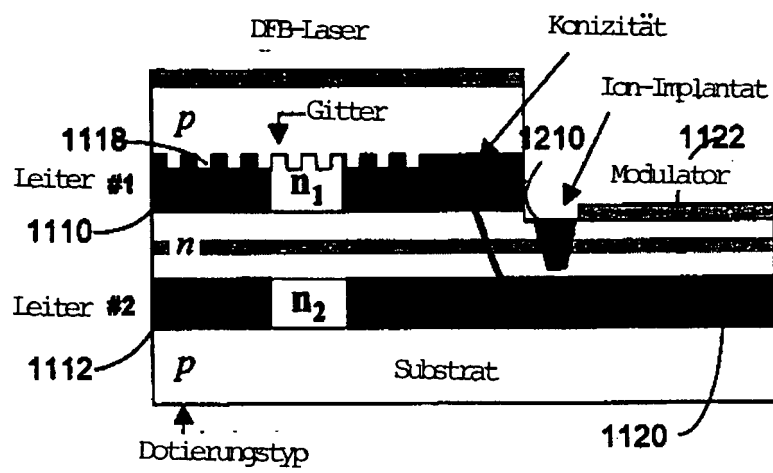 DFB-Laser
Konizität
Ion-Implantat
p
Gitter
1118
1210
1122
Leiter #1
n1
Modulator
1110
n
Leiter #2
n2
1112
p
Substrat
1120
Dotierungstyp